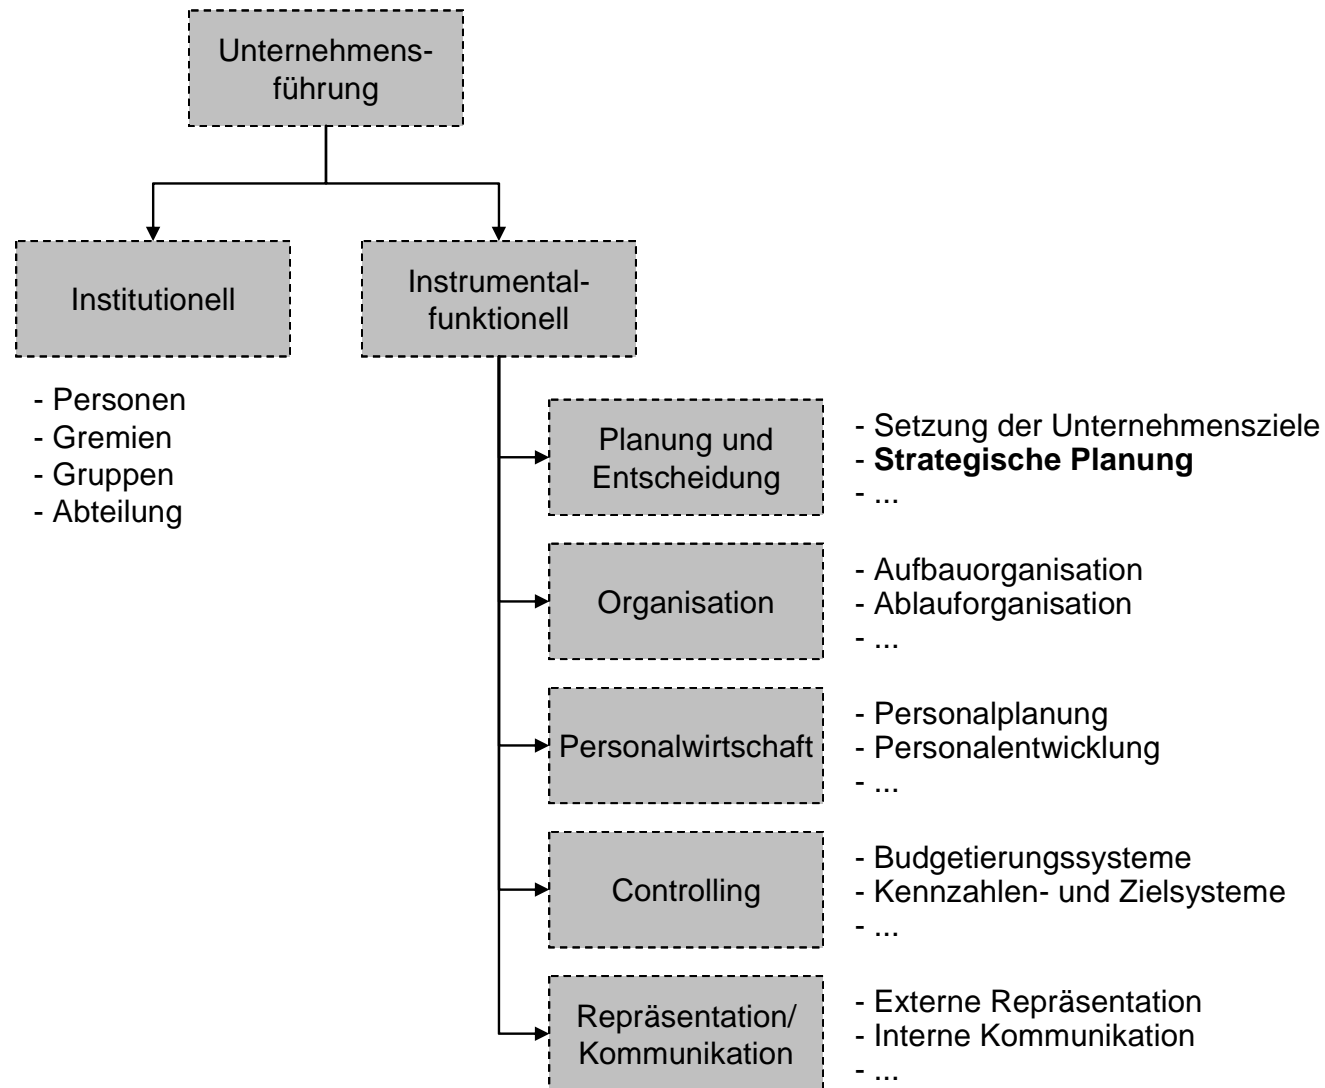 Unternehmens-
führung
Institutionell
Instrumental-
funktionell
- Personen
- Gremien
- Gruppen
- Abteilung
Planung und
Entscheidung
- Setzung der Unternehmensziele
- Strategische Planung
- ...
Organisation
- Aufbauorganisation
- Ablauforganisation
- ...
Personalwirtschaft
- Personalplanung
- Personalentwicklung
- ...
Controlling
- Budgetierungssysteme
- Kennzahlen- und Zielsysteme
- ...
Repräsentation/
Kommunikation
- Externe Repräsentation
- Interne Kommunikation
- ...